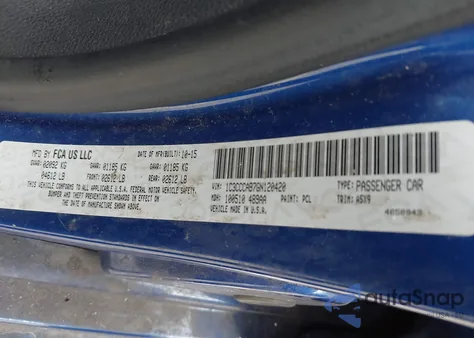 MFD BY FCA US LLC DATE OF MFR(BUILT): 10-15
GVWR: 02092 KG GAWR: 01185 KG GAWR: 01185 KG
04612 LB FRONT: 02612 LB REAR: 02612 LB
THIS VEHICLE CONFORMS TO ALL APPLICABLE U.S.A. FEDERAL MOTOR VEHICLE SAFETY,
BUMPER AND THEFT PREVENTION STANDARDS IN EFFECT ON
THE DATE OF MANUFACTURE SHOWN ABOVE.
VIN: 1C3CCCAB7GN120420 TYPE: PASSENGER CAR
MDH: 100510 489AA PAINT: PCL TRIM: A5X9
VEHICLE MADE IN U.S.A.
4650943
autoSnap